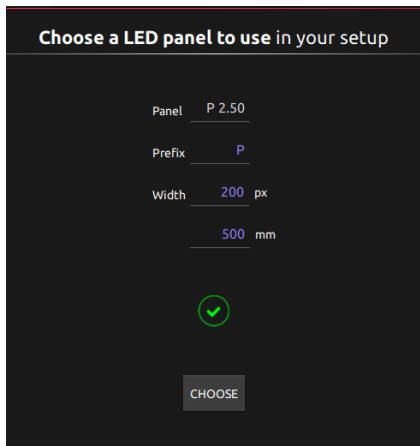 Choose a LED panel to use in your setup
Panel P 2.50
Prefix P
Width 200 px
500 mm
CHOOSE